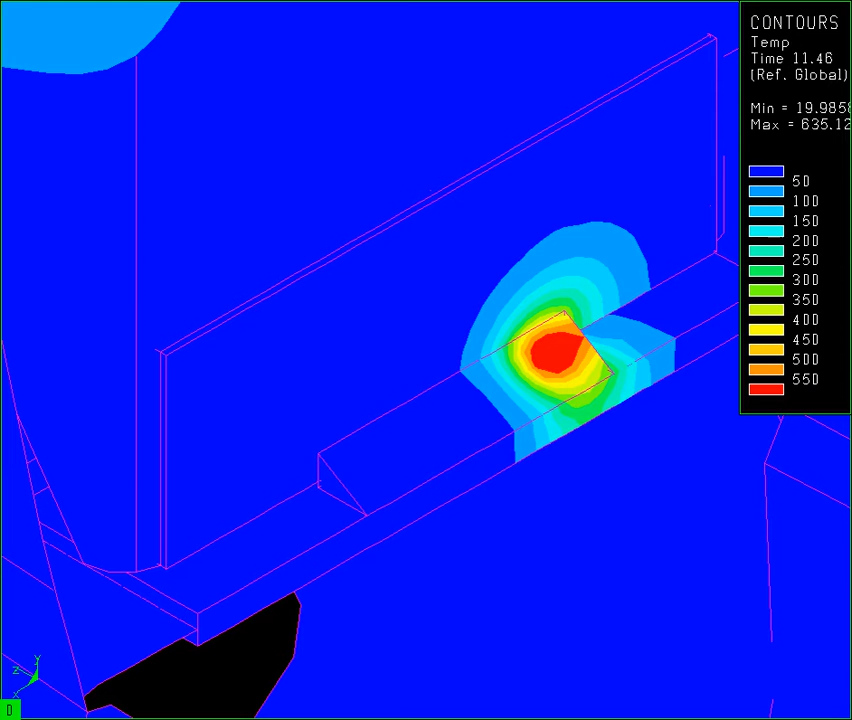 CONTOURS
Temp
Time 11.46
(Ref. Global)
Min = 19.985
Max = 635.12
50
100
150
200
250
300
350
400
450
500
550
Y
Z
X
D